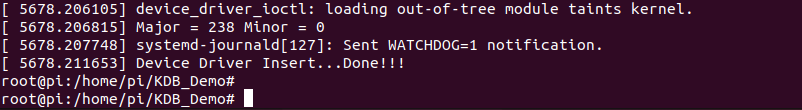 [ 5678.206105] device_driver_ioctl: loading out-of-tree module taints kernel.
[ 5678.206815] Major = 238 Minor = 0
[ 5678.207748] systemd-journald[127]: Sent WATCHDOG=1 notification.
[ 5678.211653] Device Driver Insert...Done!!!
root@pi:/home/pi/KDB_Demo#
root@pi:/home/pi/KDB_Demo#